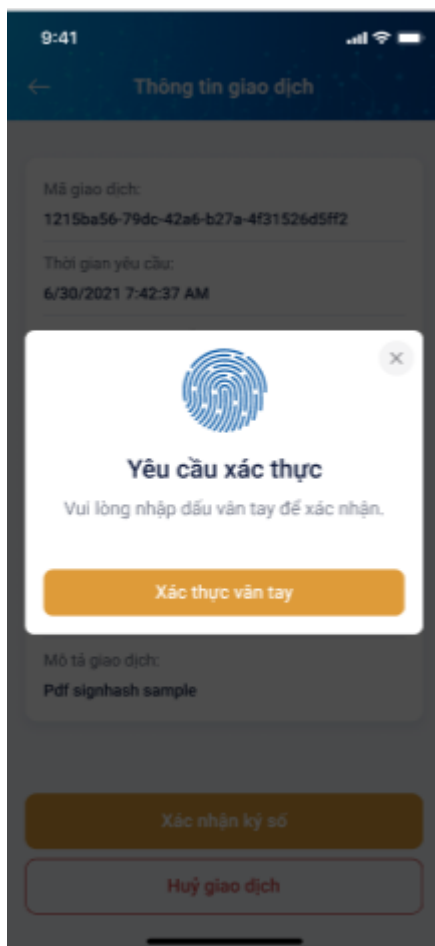 9:41
Thông tin giao dịch
Mã giao dịch:
1215ba56-79dc-42a6-b27a-4f31526d5ff2
Thời gian yêu cầu:
6/30/2021 7:42:37 AM
Yêu cầu xác thực
Vui lòng nhập dấu vân tay để xác nhận.
Xác thực vân tay
Mô tả giao dịch:
Pdf signhash sample
Xác nhận ký số
Huỷ giao dịch